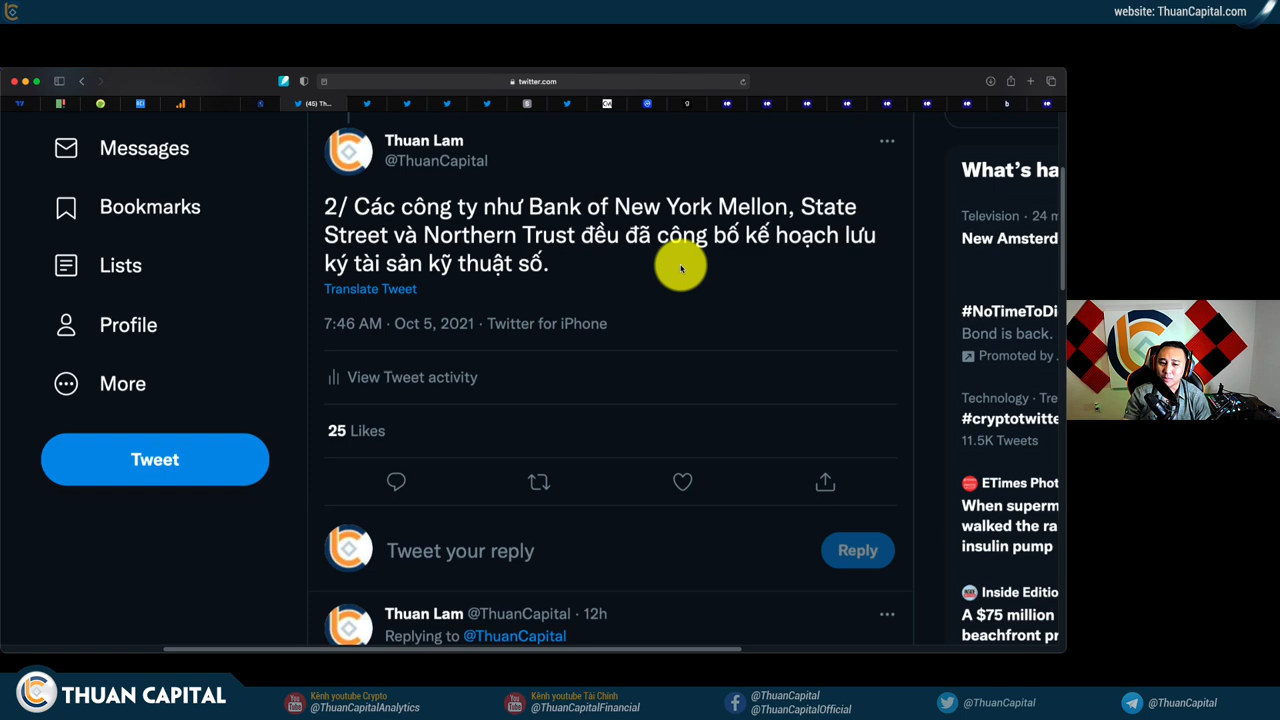 website: ThuanCapital.com
twitter.com
(45) Th...
Messages
Bookmarks
Lists
Profile
More
Tweet
Thuan Lam
@ThuanCapital
2/ Các công ty như Bank of New York Mellon, State
Street và Northern Trust đều đã công bố kế hoạch lưu
ký tài sản kỹ thuật số.
Translate Tweet
7:46 AM · Oct 5, 2021 · Twitter for iPhone
View Tweet activity
25 Likes
Tweet your reply
Reply
Thuan Lam @ThuanCapital · 12h
Replying to @ThuanCapital
What's ha
Television · 24 m
New Amsterd
#NoTimeToDi
Bond is back.
Promoted by
Technology · Tre
#cryptotwitte
11.5K Tweets
ETimes Phot
When superm
walked the ra
insulin pump
Inside Edition
A $75 million
beachfront pr
THUAN CAPITAL
Kênh youtube Crypto
@ThuanCapitalAnalytics
Kênh youtube Tài Chính
@ThuanCapitalFinancial
@ThuanCapital
@ThuanCapitalOfficial
@ThuanCapital
@ThuanCapital